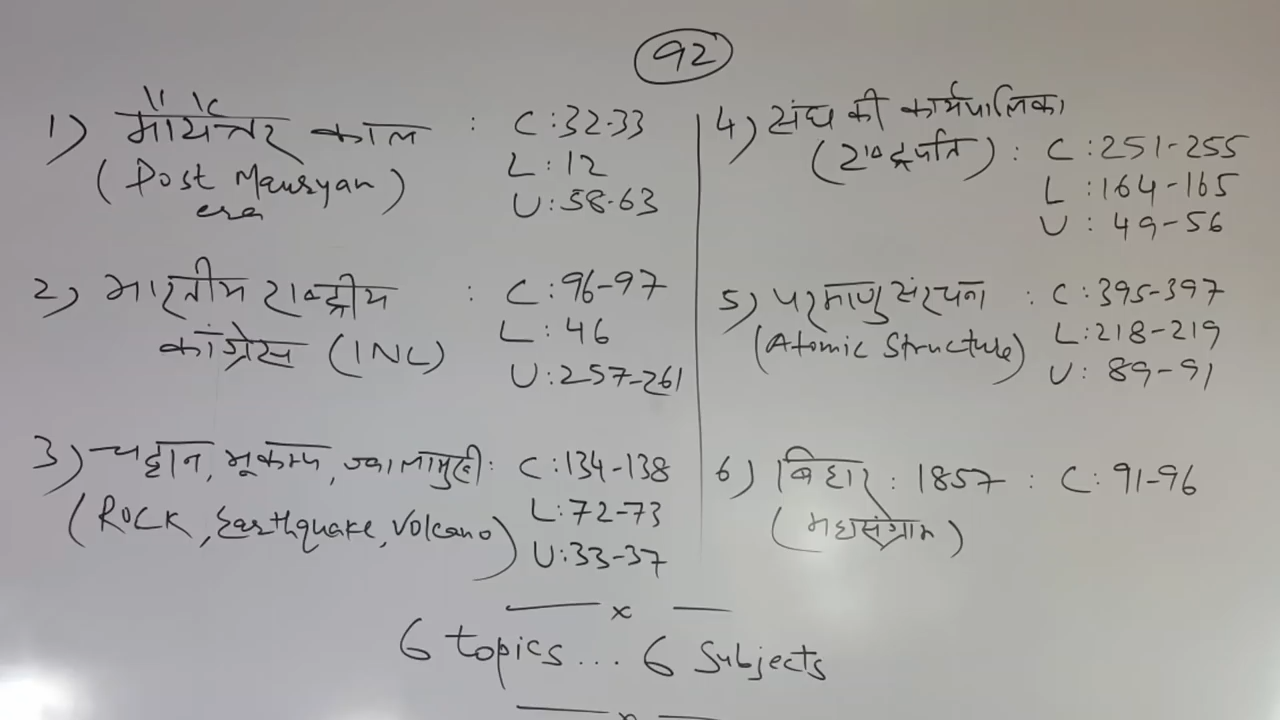 92
1) मौर्योत्तर काल : C:32-33
(Post Mauryan era) L:12
U:58-63
2) भारतीय राष्ट्रीय : C:96-97
कांग्रेस (INC) L:46
U:257-261
3) चट्टान, भूकम्प, ज्वालामुखी: C:134-138
(ROCK, Earthquake, Volcano) L:72-73
U:33-37
4) संघ की कार्यपालिका
(राष्ट्रपति) : C:251-255
L:164-165
U: 49-56
5) परमाणु संरचना : C:395-397
(Atomic Structure) L:218-219
U: 89-91
6) बिहार : 1857 : C: 91-96
(महासंग्राम)
x
6 topics... 6 Subjects